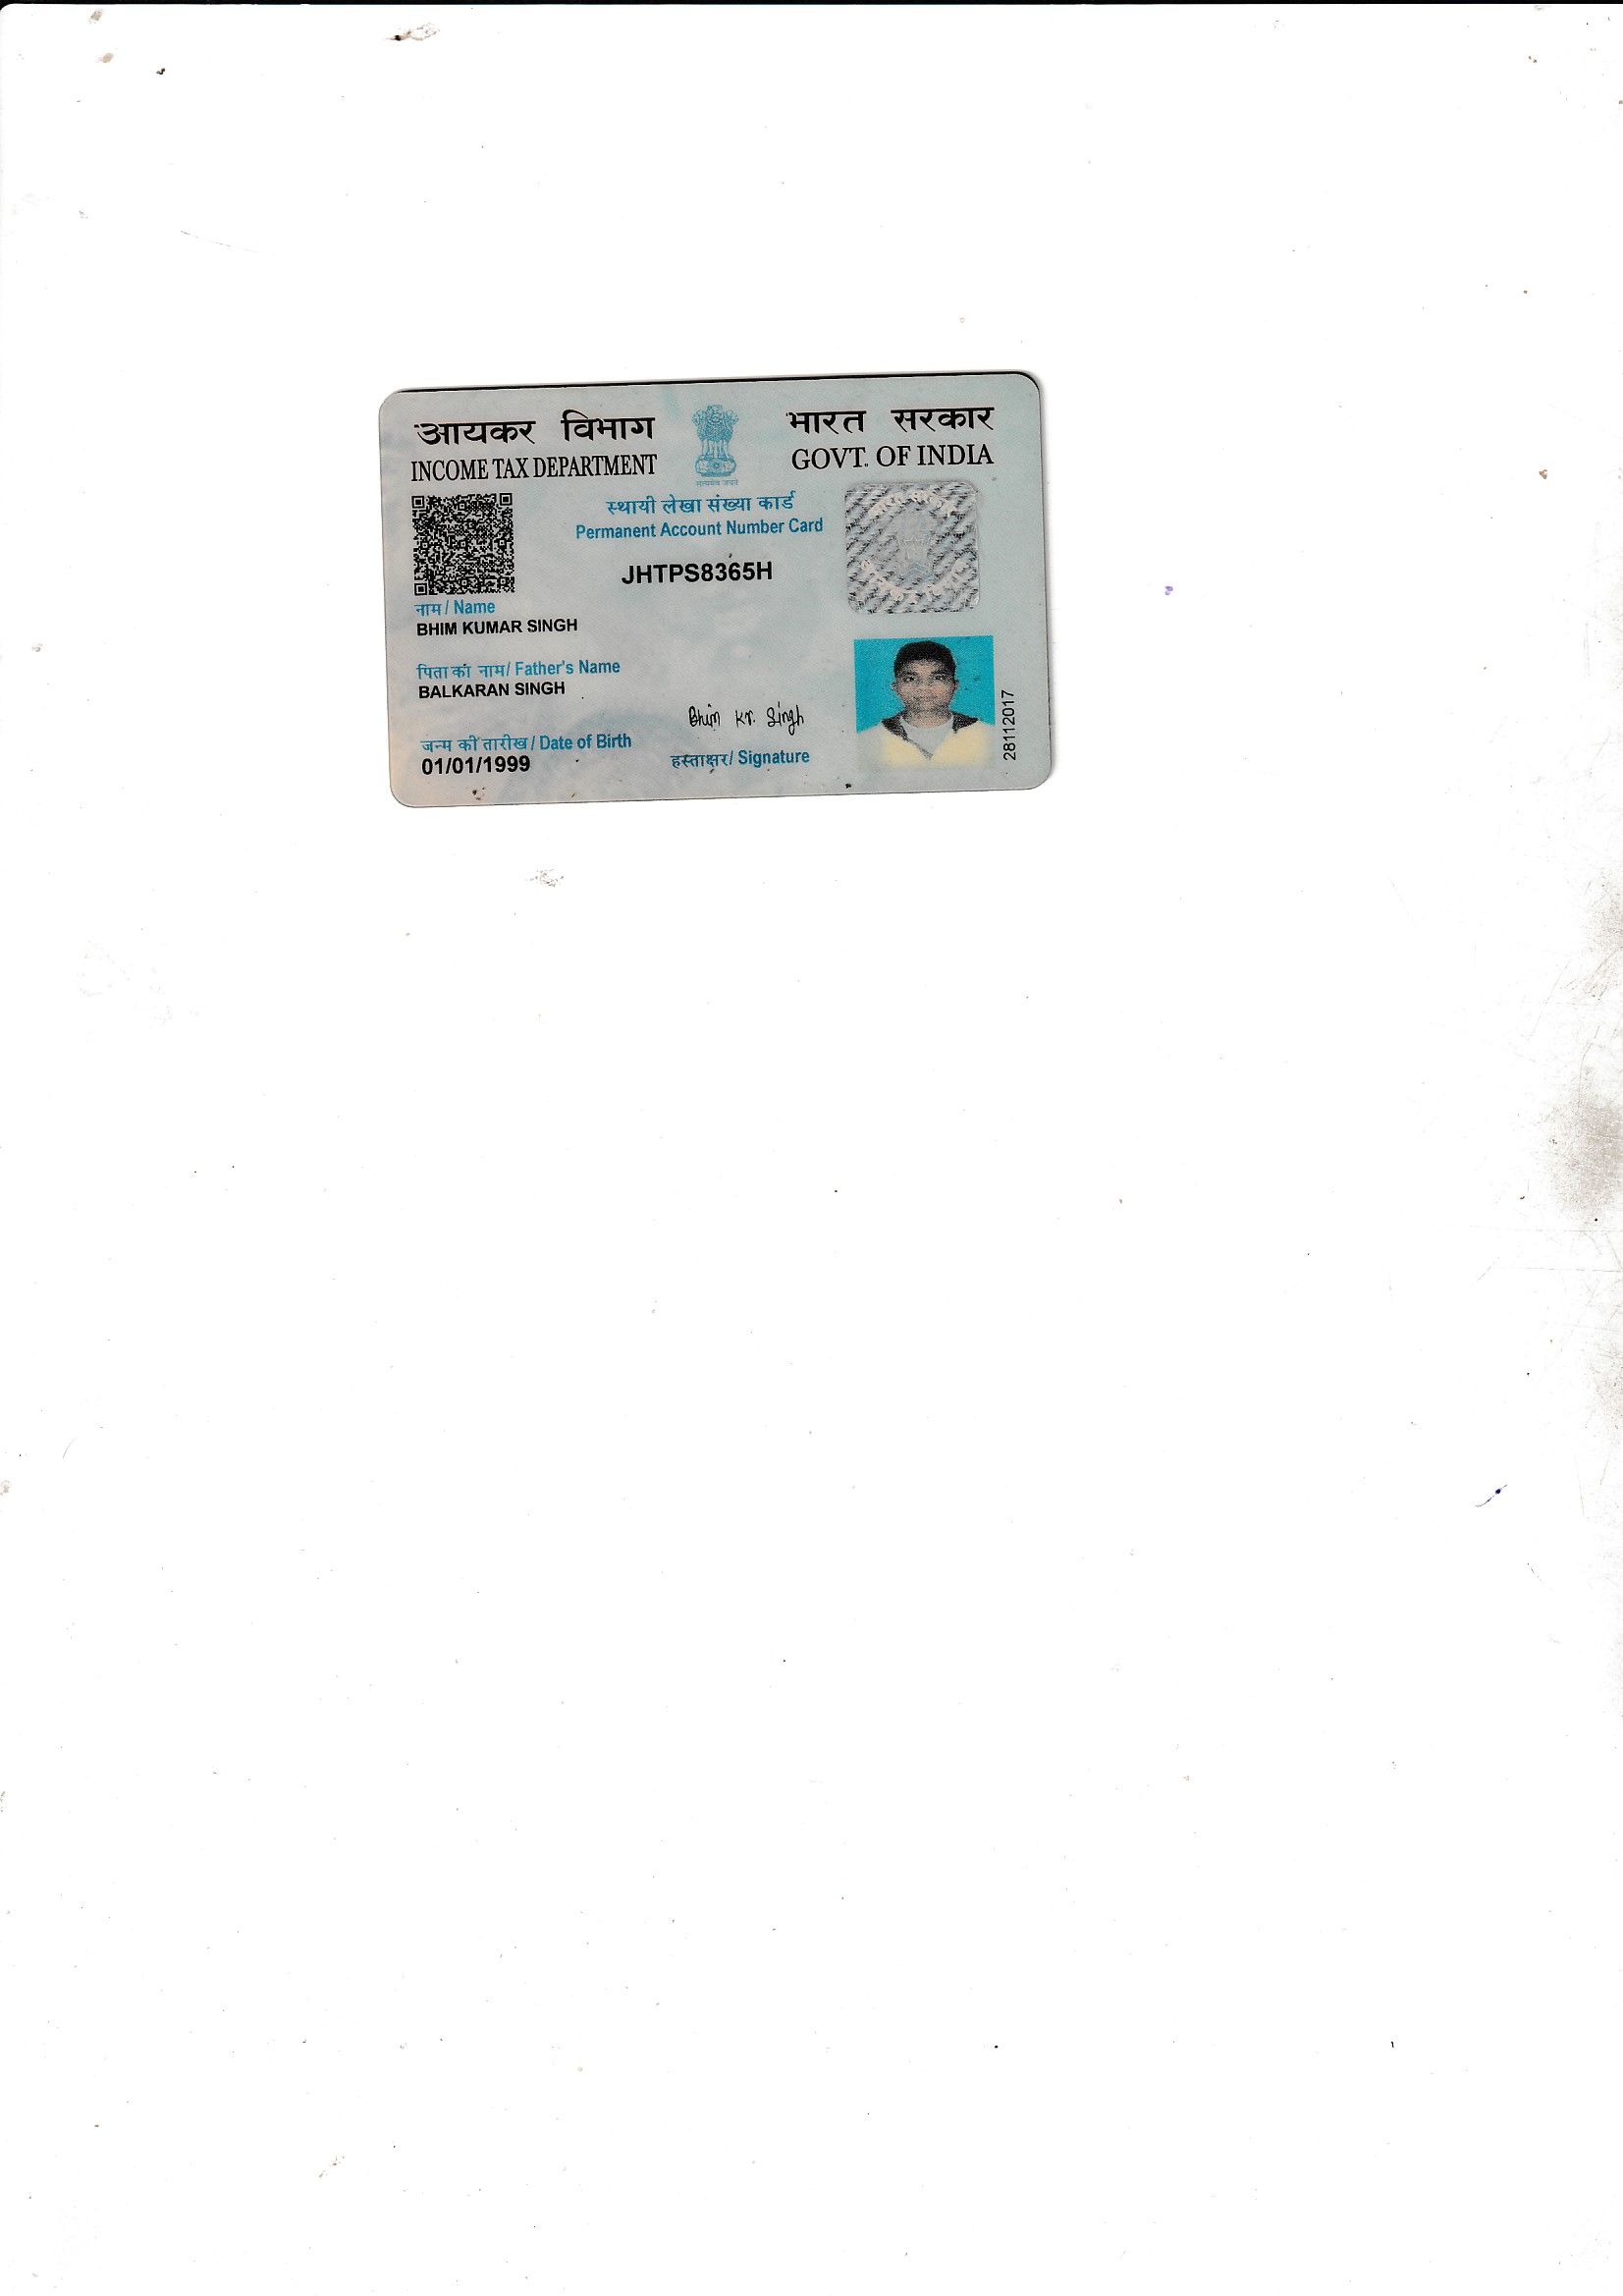 आयकर विभाग
INCOME TAX DEPARTMENT
भारत सरकार
GOVT. OF INDIA
सत्यमेव जयते
स्थायी लेखा संख्या कार्ड
Permanent Account Number Card
JHTPS8365H
नाम / Name
BHIM KUMAR SINGH
पिता का नाम / Father's Name
BALKARAN SINGH
जन्म की तारीख / Date of Birth
01/01/1999
Bhim Kr. Singh
हस्ताक्षर / Signature
28112017